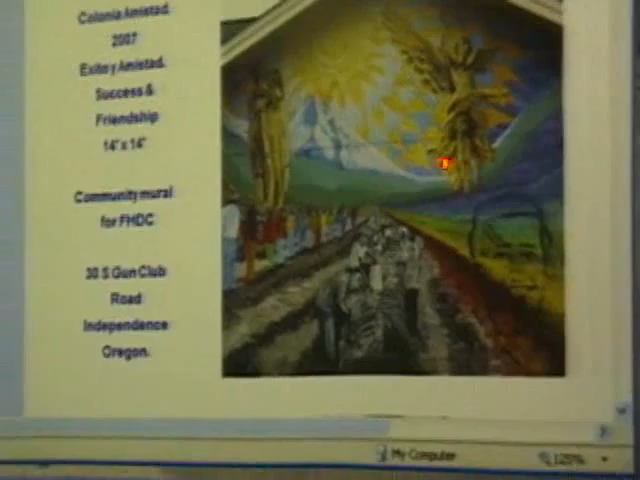 Colonia Amistad.
2007
Exito y Amistad.
Success &
Friendship
14" x 14"
Community mural
for FHDC
30 S Gun Club
Road
Independence
Oregon.
My Computer
120%